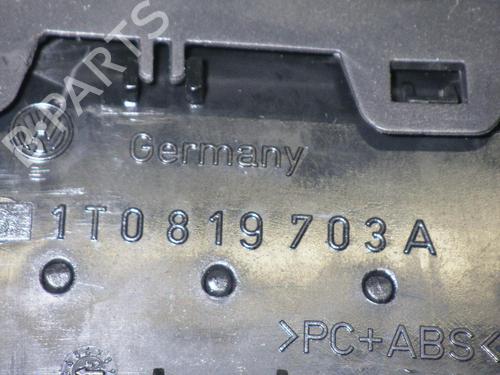 B-PARTS
Germany
1T0 819 703 A
>PC+ABS<